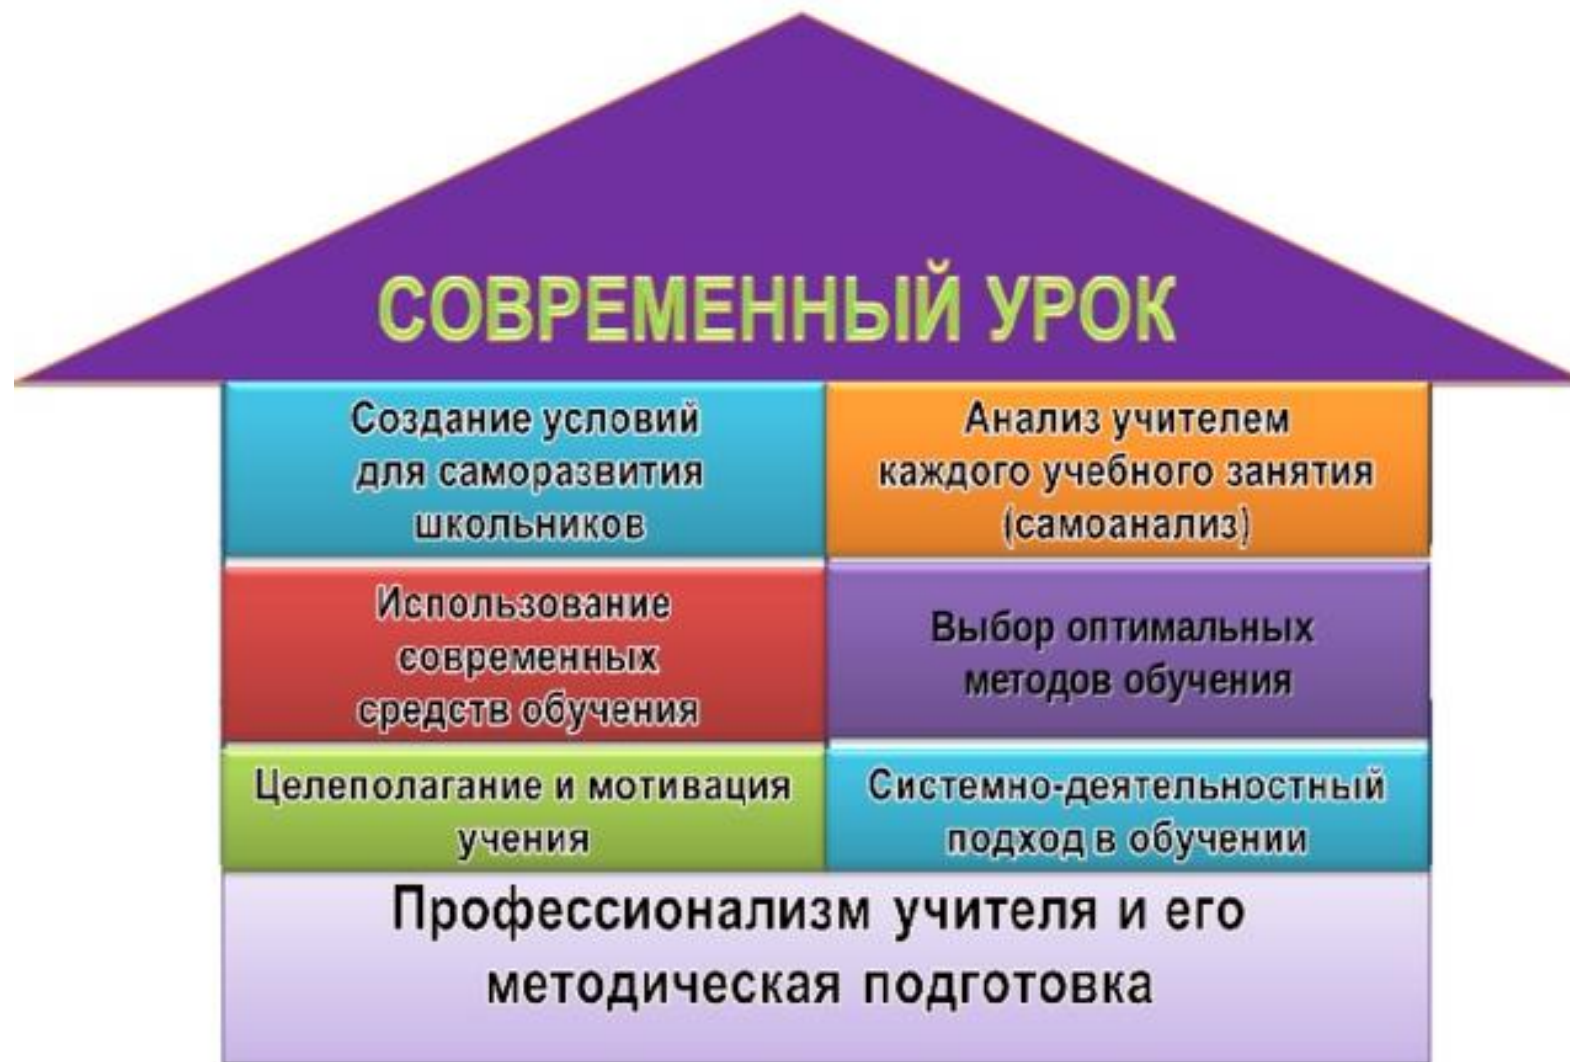 СОВРЕМЕННЫЙ УРОК
Создание условий
для саморазвития
школьников
Анализ учителем
каждого учебного занятия
(самоанализ)
Использование
современных
средств обучения
Выбор оптимальных
методов обучения
Целеполагание и мотивация
учения
Системно-деятельностный
подход в обучении
Профессионализм учителя и его
методическая подготовка